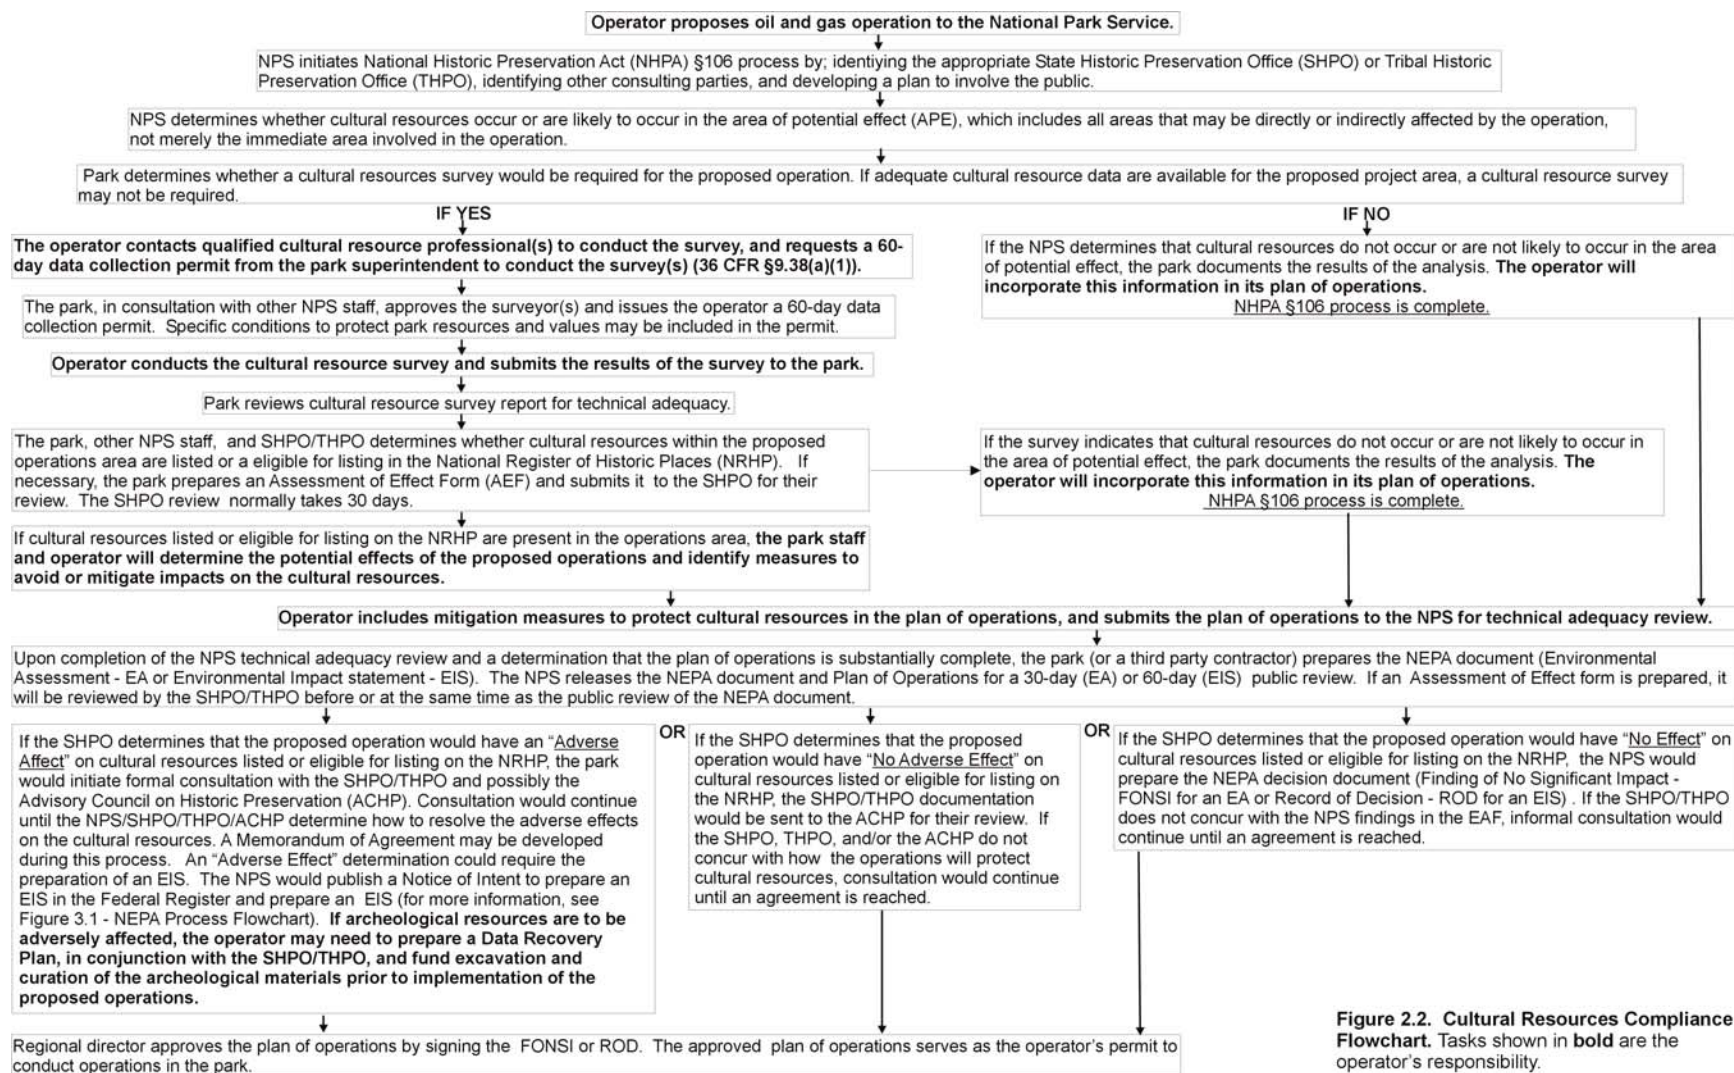 Operator proposes oil and gas operation to the National Park Service.
NPS initiates National Historic Preservation Act (NHPA) §106 process by; identiying the appropriate State Historic Preservation Office (SHPO) or Tribal Historic
Preservation Office (THPO), identifying other consulting parties, and developing a plan to involve the public.
NPS determines whether cultural resources occur or are likely to occur in the area of potential effect (APE), which includes all areas that may be directly or indirectly affected by the operation,
not merely the immediate area involved in the operation.
Park determines whether a cultural resources survey would be required for the proposed operation. If adequate cultural resource data are available for the proposed project area, a cultural resource survey
may not be required.
IF YES
The operator contacts qualified cultural resource professional(s) to conduct the survey, and requests a 60-
day data collection permit from the park superintendent to conduct the survey(s) (36 CFR §9.38(a)(1)).
The park, in consultation with other NPS staff, approves the surveyor(s) and issues the operator a 60-day data
collection permit. Specific conditions to protect park resources and values may be included in the permit.
Operator conducts the cultural resource survey and submits the results of the survey to the park.
Park reviews cultural resource survey report for technical adequacy.
The park, other NPS staff, and SHPO/THPO determines whether cultural resources within the proposed
operations area are listed or a eligible for listing in the National Register of Historic Places (NRHP). If
necessary, the park prepares an Assessment of Effect Form (AEF) and submits it to the SHPO for their
review. The SHPO review normally takes 30 days.
If cultural resources listed or eligible for listing on the NRHP are present in the operations area, the park staff
and operator will determine the potential effects of the proposed operations and identify measures to
avoid or mitigate impacts on the cultural resources.
IF NO
If the NPS determines that cultural resources do not occur or are not likely to occur in the area
of potential effect, the park documents the results of the analysis. The operator will
incorporate this information in its plan of operations.
NHPA §106 process is complete.
If the survey indicates that cultural resources do not occur or are not likely to occur in
the area of potential effect, the park documents the results of the analysis. The
operator will incorporate this information in its plan of operations.
NHPA §106 process is complete.
Operator includes mitigation measures to protect cultural resources in the plan of operations, and submits the plan of operations to the NPS for technical adequacy review.
Upon completion of the NPS technical adequacy review and a determination that the plan of operations is substantially complete, the park (or a third party contractor) prepares the NEPA document (Environmental
Assessment - EA or Environmental Impact statement - EIS). The NPS releases the NEPA document and Plan of Operations for a 30-day (EA) or 60-day (EIS) public review. If an Assessment of Effect form is prepared, it
will be reviewed by the SHPO/THPO before or at the same time as the public review of the NEPA document.
If the SHPO determines that the proposed operation would have an “Adverse
Affect” on cultural resources listed or eligible for listing on the NRHP, the park
would initiate formal consultation with the SHPO/THPO and possibly the
Advisory Council on Historic Preservation (ACHP). Consultation would continue
until the NPS/SHPO/THPO/ACHP determine how to resolve the adverse effects
on the cultural resources. A Memorandum of Agreement may be developed
during this process. An “Adverse Effect” determination could require the
preparation of an EIS. The NPS would publish a Notice of Intent to prepare an
EIS in the Federal Register and prepare an EIS (for more information, see
Figure 3.1 - NEPA Process Flowchart). If archeological resources are to be
adversely affected, the operator may need to prepare a Data Recovery
Plan, in conjunction with the SHPO/THPO, and fund excavation and
curation of the archeological materials prior to implementation of the
proposed operations.
OR
If the SHPO determines that the proposed
operation would have “No Adverse Effect” on
cultural resources listed or eligible for listing on
the NRHP, the SHPO/THPO documentation
would be sent to the ACHP for their review. If
the SHPO, THPO, and/or the ACHP do not
concur with how the operations will protect
cultural resources, consultation would continue
until an agreement is reached.
OR
If the SHPO determines that the proposed operation would have “No Effect” on
cultural resources listed or eligible for listing on the NRHP, the NPS would
prepare the NEPA decision document (Finding of No Significant Impact -
FONSI for an EA or Record of Decision - ROD for an EIS) . If the SHPO/THPO
does not concur with the NPS findings in the EAF, informal consultation would
continue until an agreement is reached.
Regional director approves the plan of operations by signing the FONSI or ROD. The approved plan of operations serves as the operator’s permit to
conduct operations in the park.
Figure 2.2. Cultural Resources Compliance
Flowchart. Tasks shown in bold are the
operator’s responsibility.